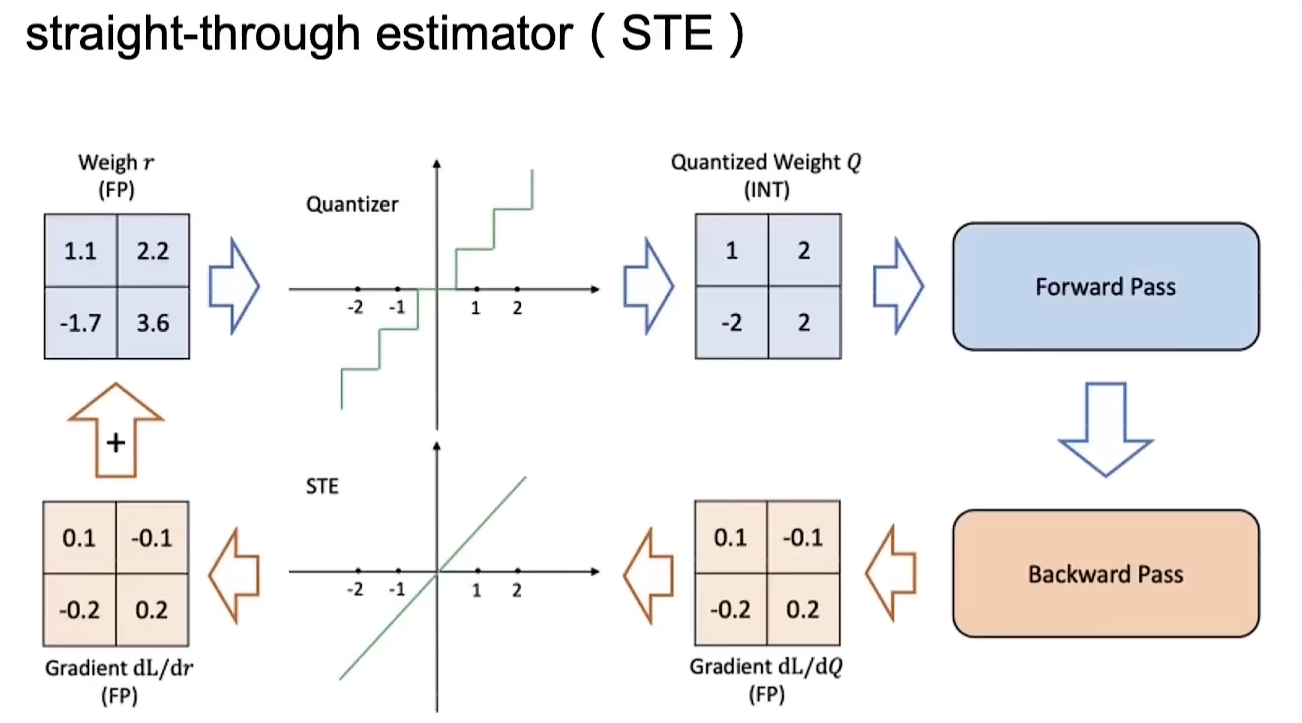 straight-through estimator ( STE )
Weigh r
(FP)
1.1 2.2
-1.7 3.6
Quantizer
-2 -1 1 2
Quantized Weight Q
(INT)
1 2
-2 2
Forward Pass
+
0.1 -0.1
-0.2 0.2
Gradient dL/dr
(FP)
STE
-2 -1 1 2
0.1 -0.1
-0.2 0.2
Gradient dL/dQ
(FP)
Backward Pass